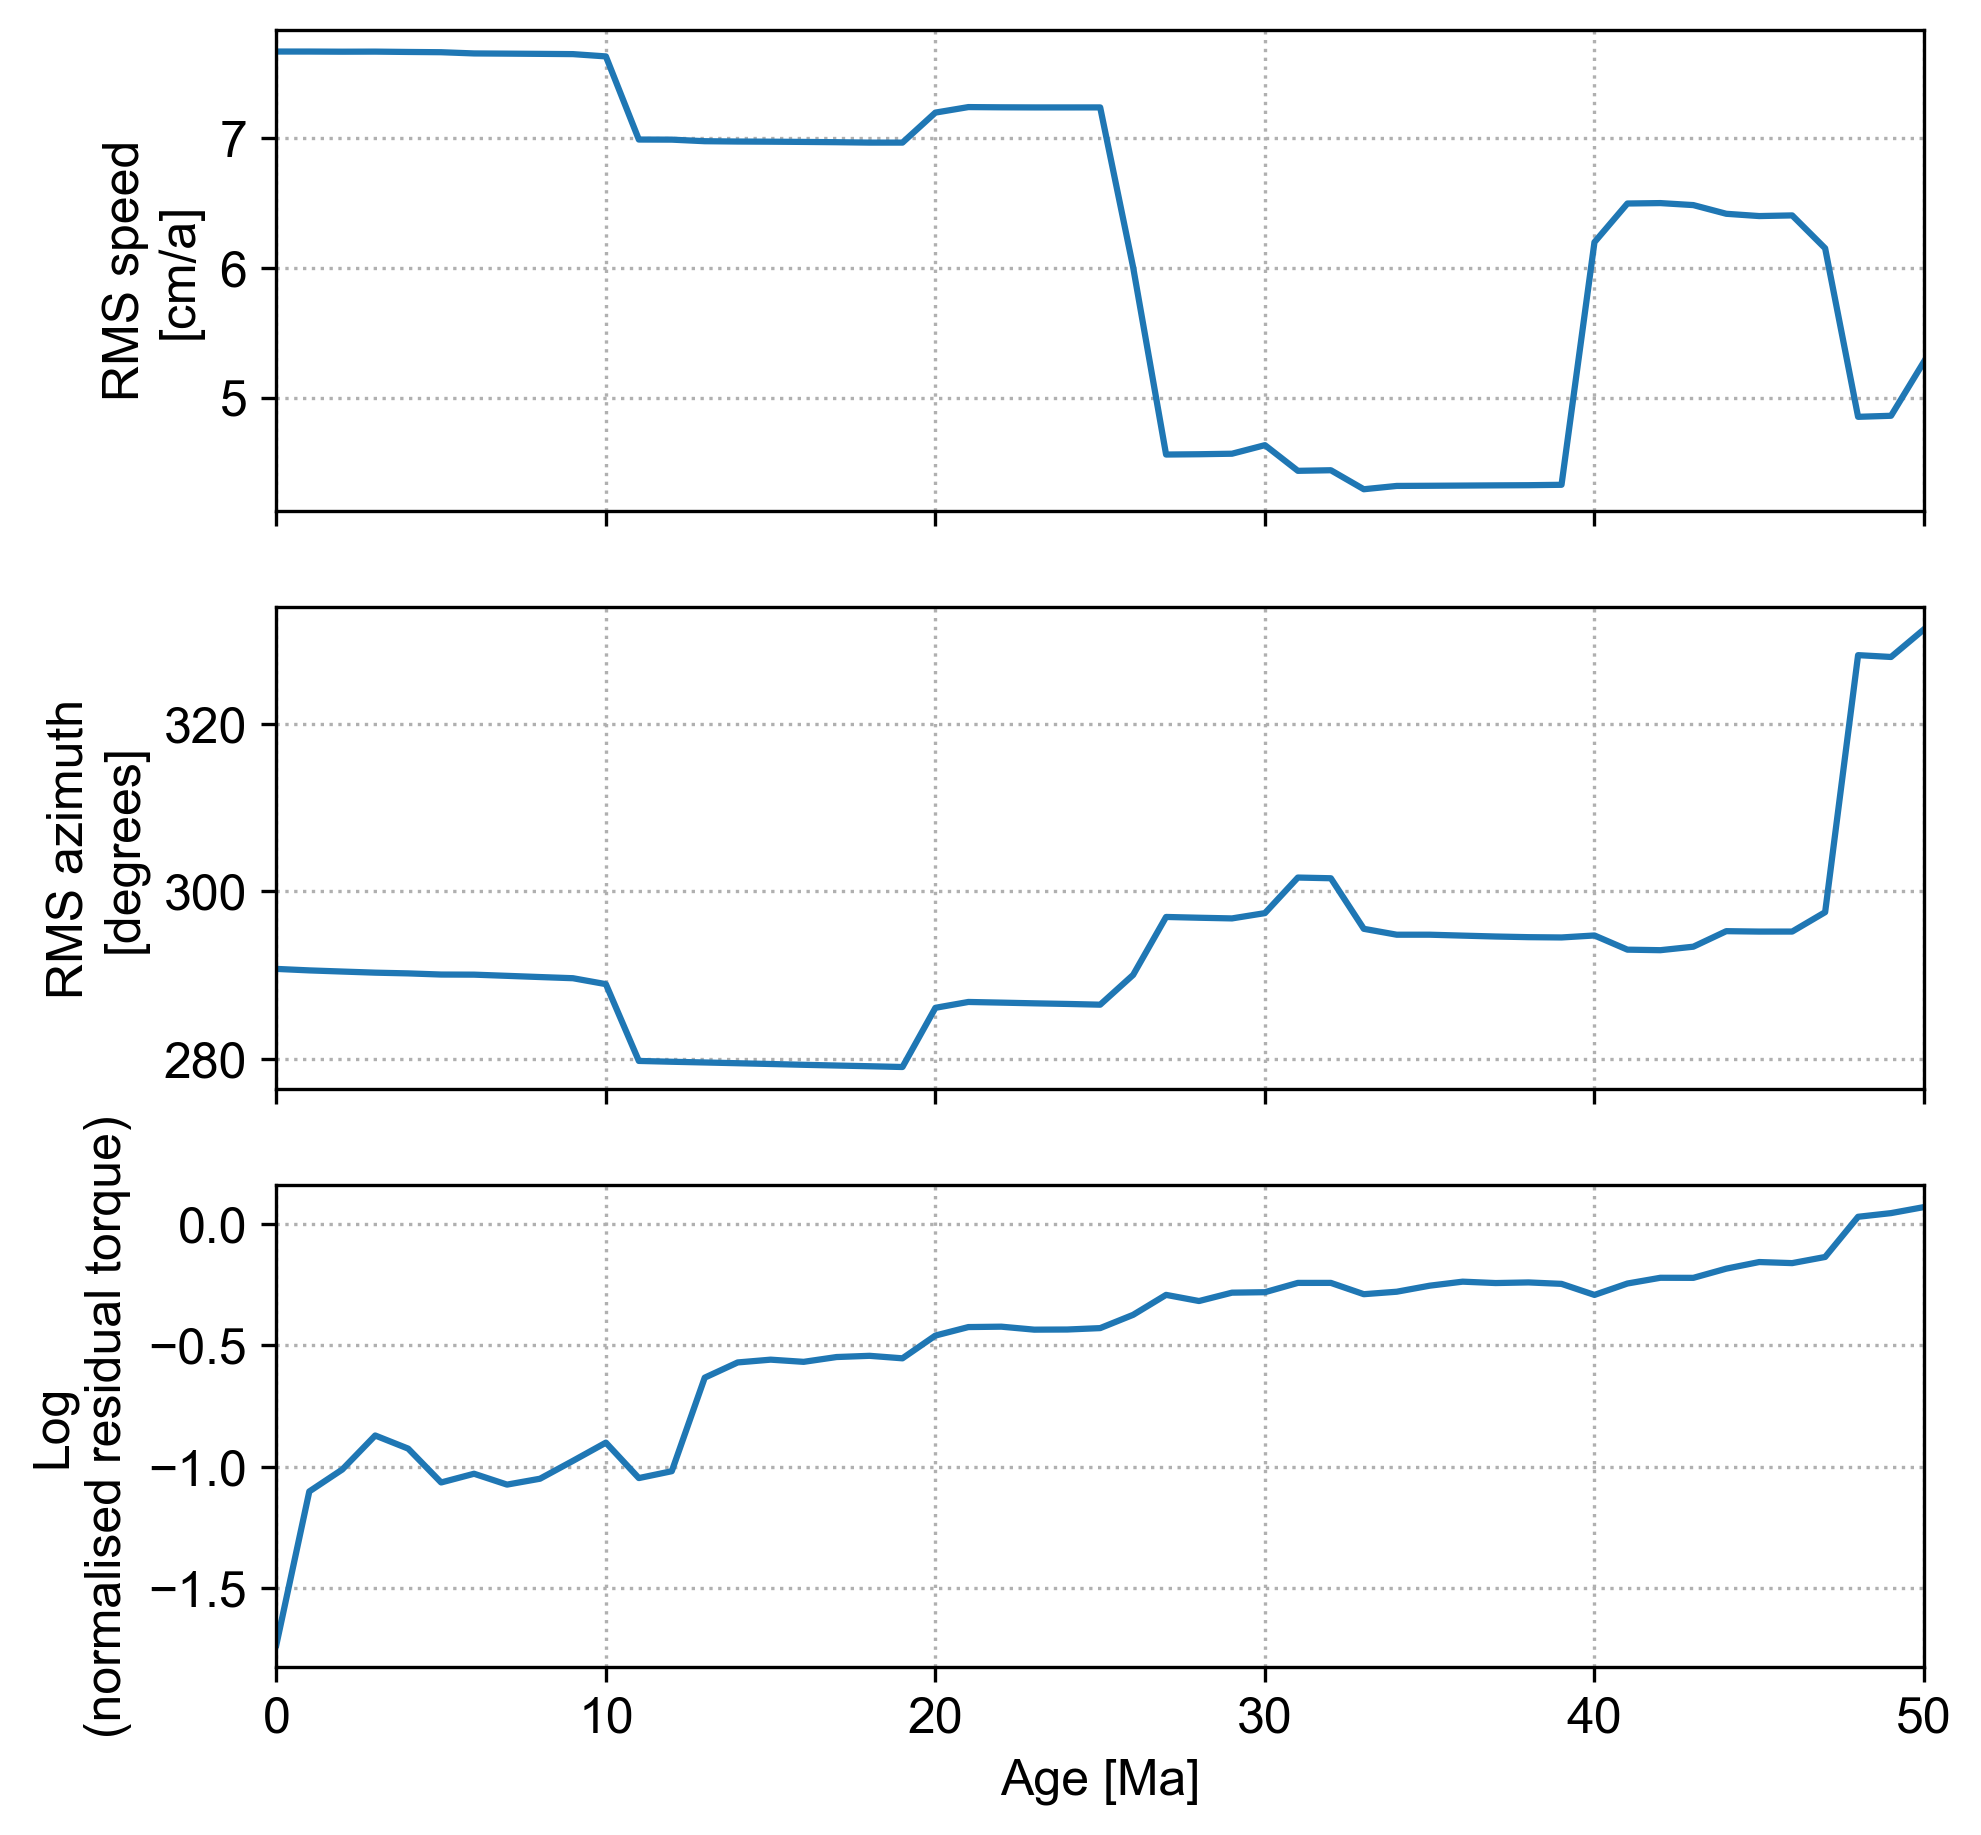 RMS speed
[cm/a]
7
6
5
RMS azimuth
[degrees]
320
300
280
Log
(normalised residual torque)
0.0
−0.5
−1.0
−1.5
0 10 20 30 40 50
Age [Ma]